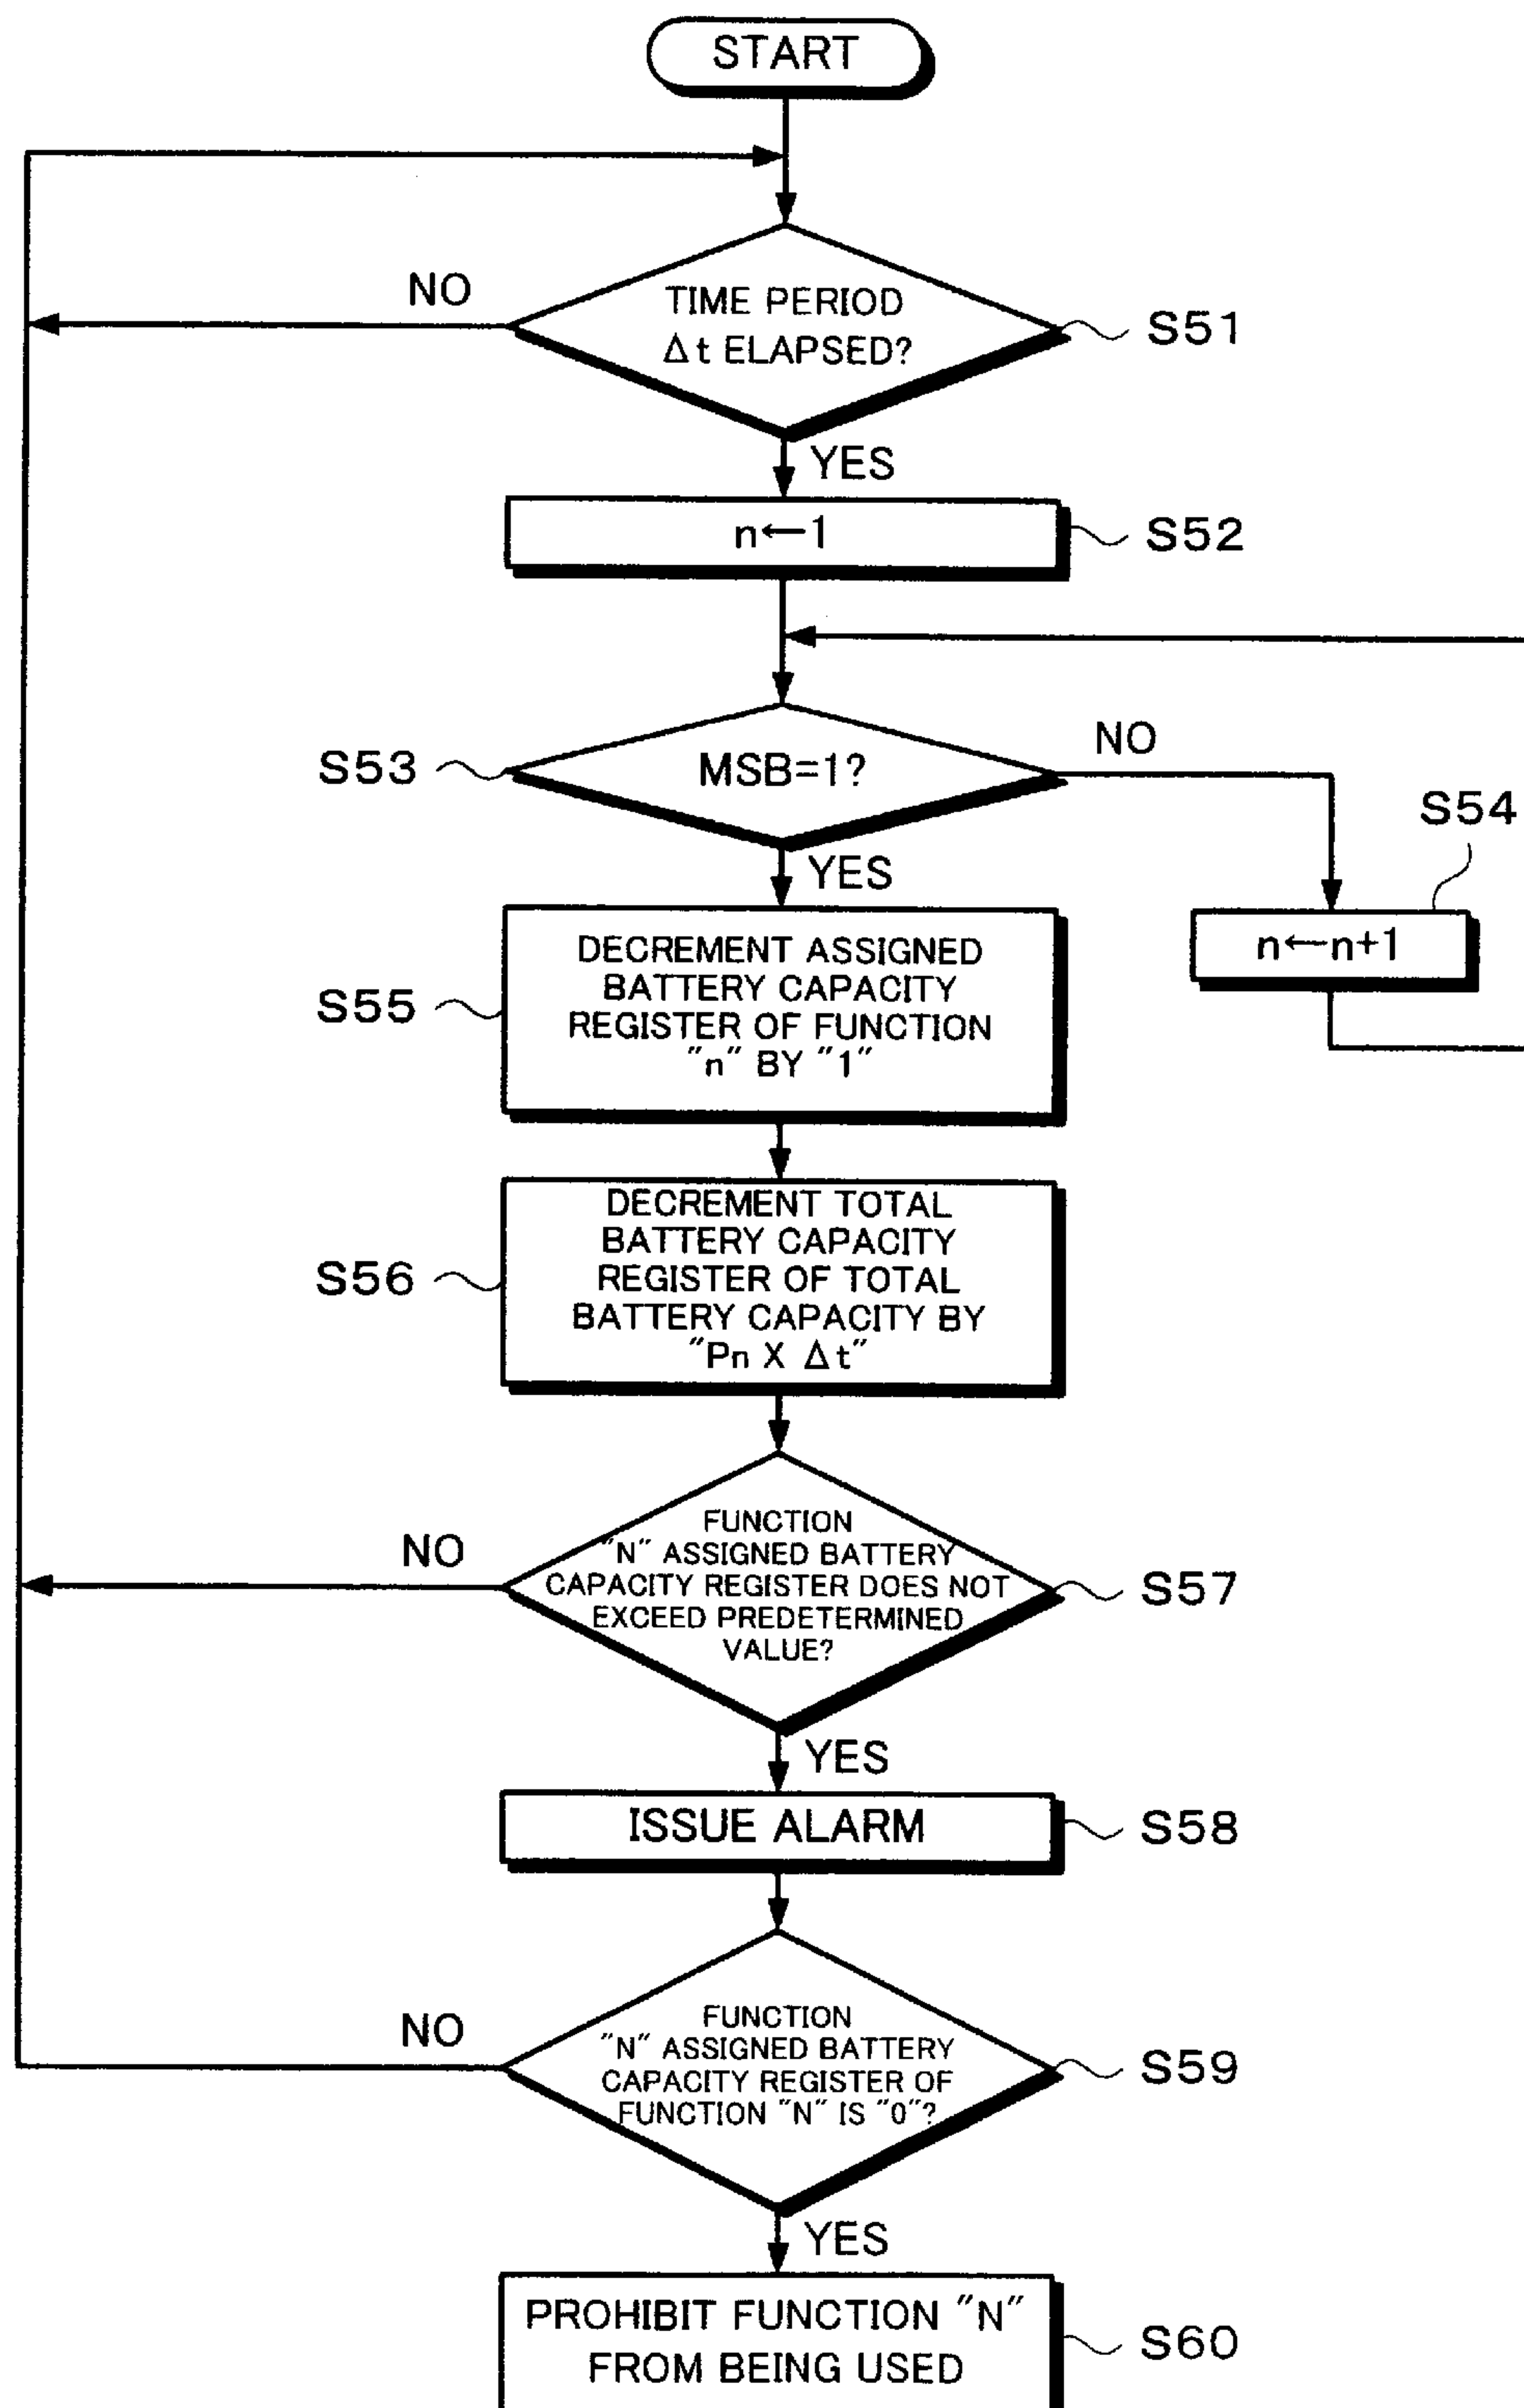 START
NO
TIME PERIOD
Δt ELAPSED?
S51
YES
n←1
S52
S53
MSB=1?
NO
S54
YES
n←n+1
S55
DECREMENT ASSIGNED
BATTERY CAPACITY
REGISTER OF FUNCTION
"n" BY "1"
S56
DECREMENT TOTAL
BATTERY CAPACITY
REGISTER OF TOTAL
BATTERY CAPACITY BY
"Pn X Δt"
NO
FUNCTION
"N" ASSIGNED BATTERY
CAPACITY REGISTER DOES NOT
EXCEED PREDETERMINED
VALUE?
S57
YES
ISSUE ALARM
S58
NO
FUNCTION
"N" ASSIGNED BATTERY
CAPACITY REGISTER OF
FUNCTION "N" IS "0"?
S59
YES
PROHIBIT FUNCTION "N"
FROM BEING USED
S60